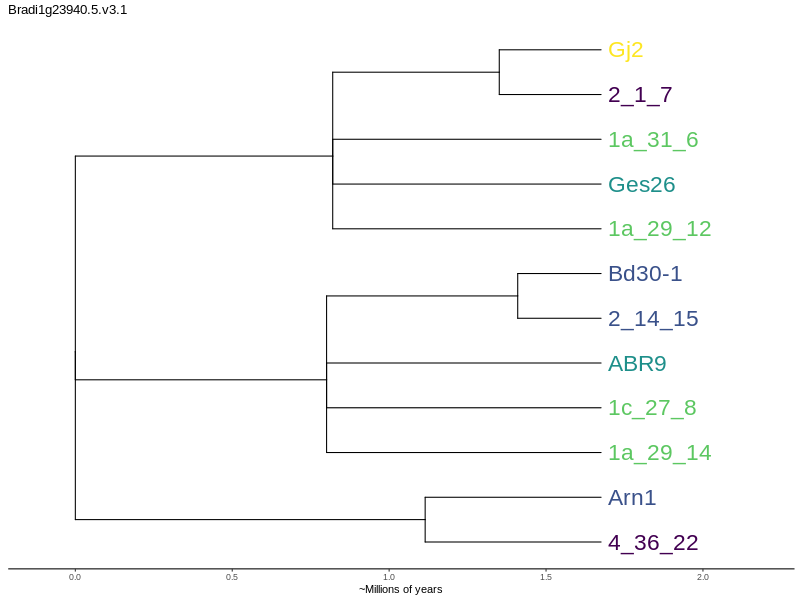 Bradi1g23940.5.v3.1
Gj2
2_1_7
1a_31_6
Ges26
1a_29_12
Bd30-1
2_14_15
ABR9
1c_27_8
1a_29_14
Arn1
4_36_22
0.0 0.5 1.0 1.5 2.0
~Millions of years